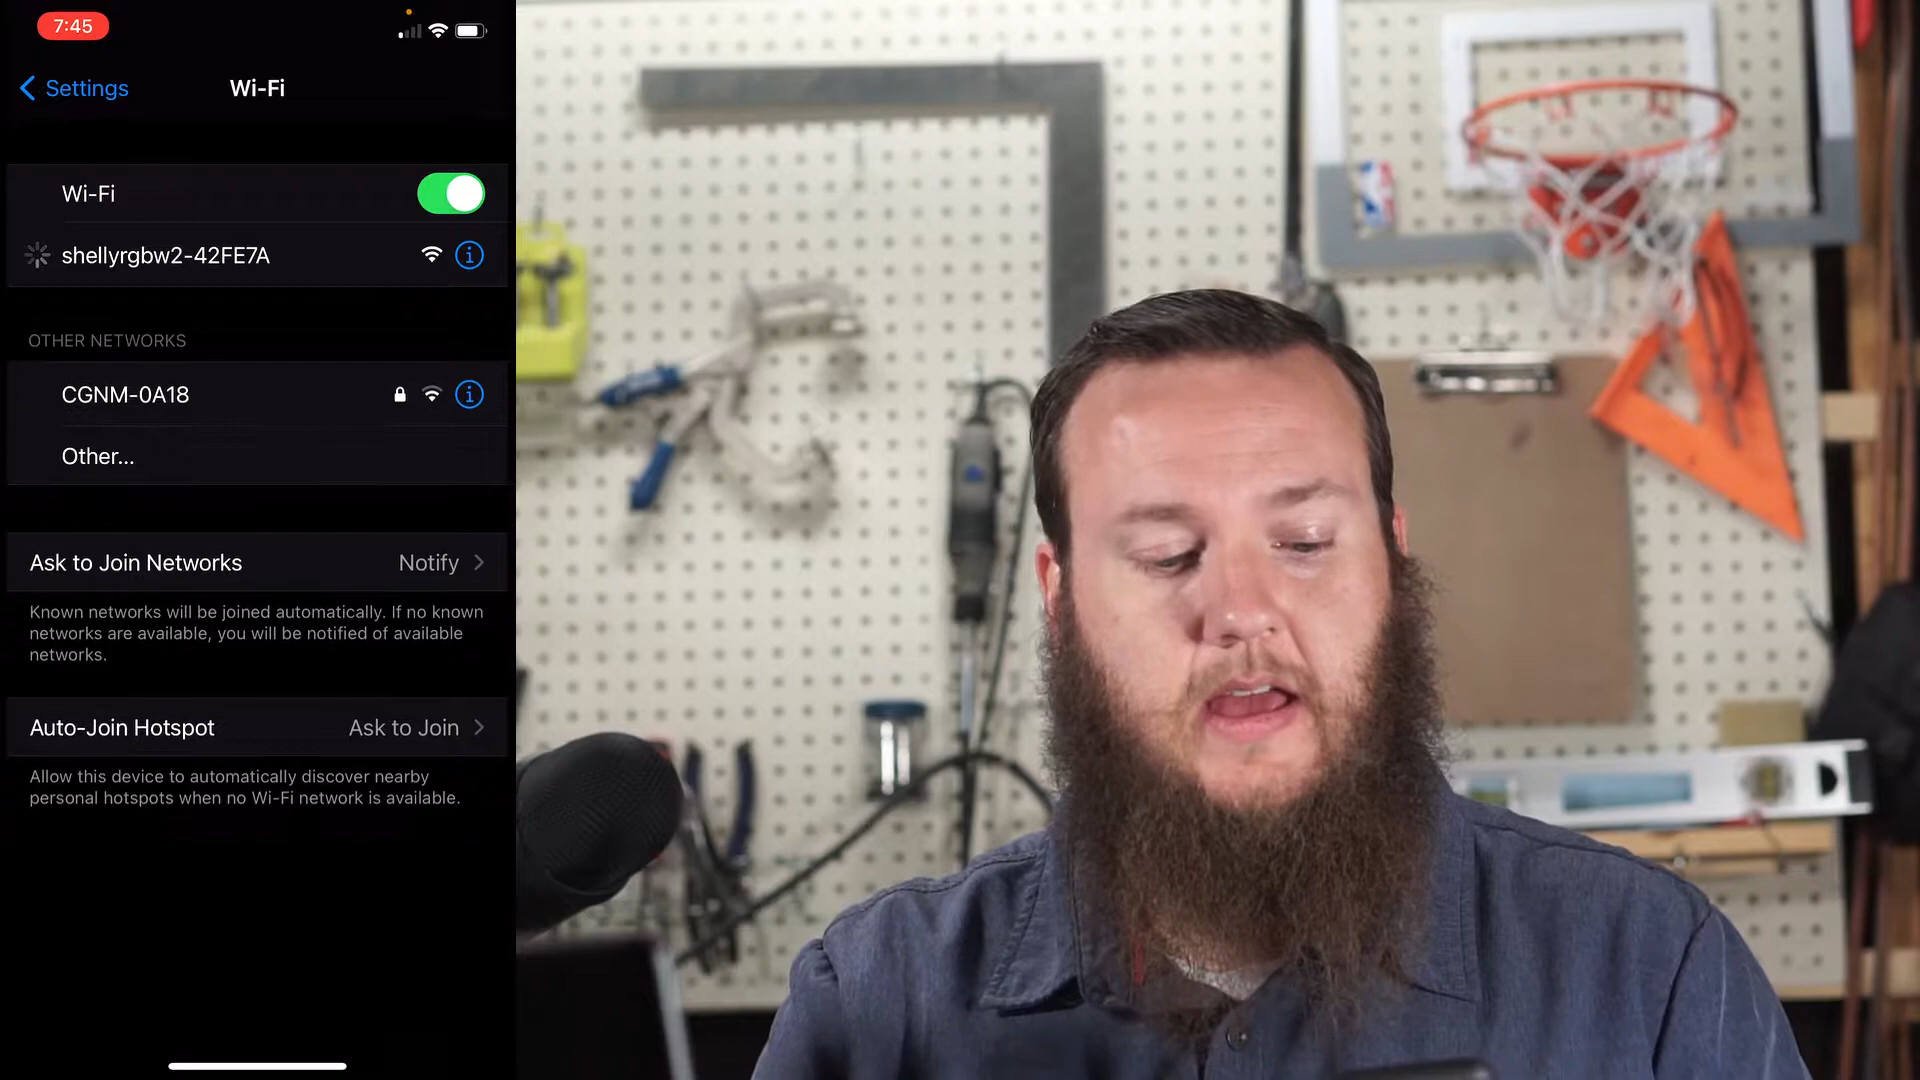 7:45
Settings
Wi-Fi
Wi-Fi
shellyrgbw2-42FE7A
OTHER NETWORKS
CGNM-0A18
Other...
Ask to Join Networks Notify
Known networks will be joined automatically. If no known
networks are available, you will be notified of available
networks.
Auto-Join Hotspot Ask to Join
Allow this device to automatically discover nearby
personal hotspots when no Wi-Fi network is available.